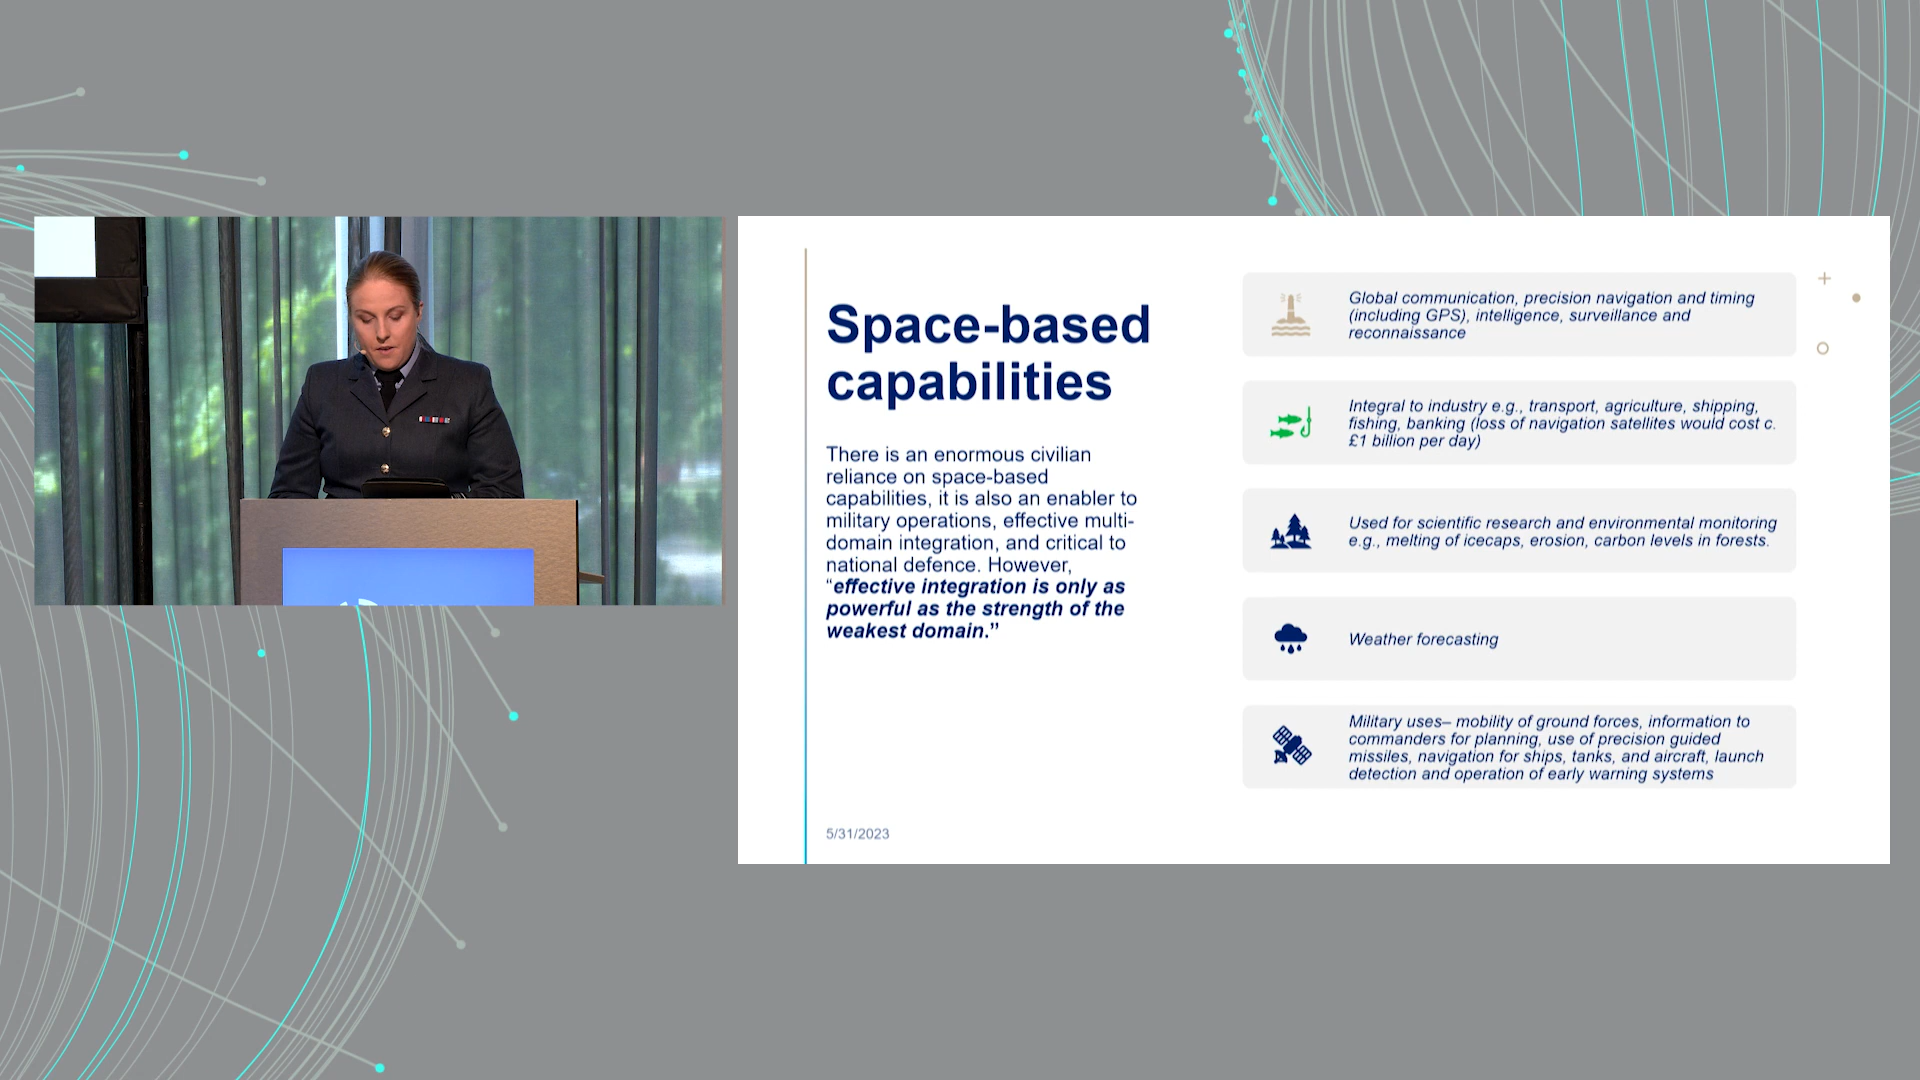 Space-based
capabilities
There is an enormous civilian
reliance on space-based
capabilities, it is also an enabler to
military operations, effective multi-
domain integration, and critical to
national defence. However,
“effective integration is only as
powerful as the strength of the
weakest domain.”
5/31/2023
Global communication, precision navigation and timing
(including GPS), intelligence, surveillance and
reconnaissance
Integral to industry e.g., transport, agriculture, shipping,
fishing, banking (loss of navigation satellites would cost c.
£1 billion per day)
Used for scientific research and environmental monitoring
e.g., melting of icecaps, erosion, carbon levels in forests.
Weather forecasting
Military uses– mobility of ground forces, information to
commanders for planning, use of precision guided
missiles, navigation for ships, tanks, and aircraft, launch
detection and operation of early warning systems